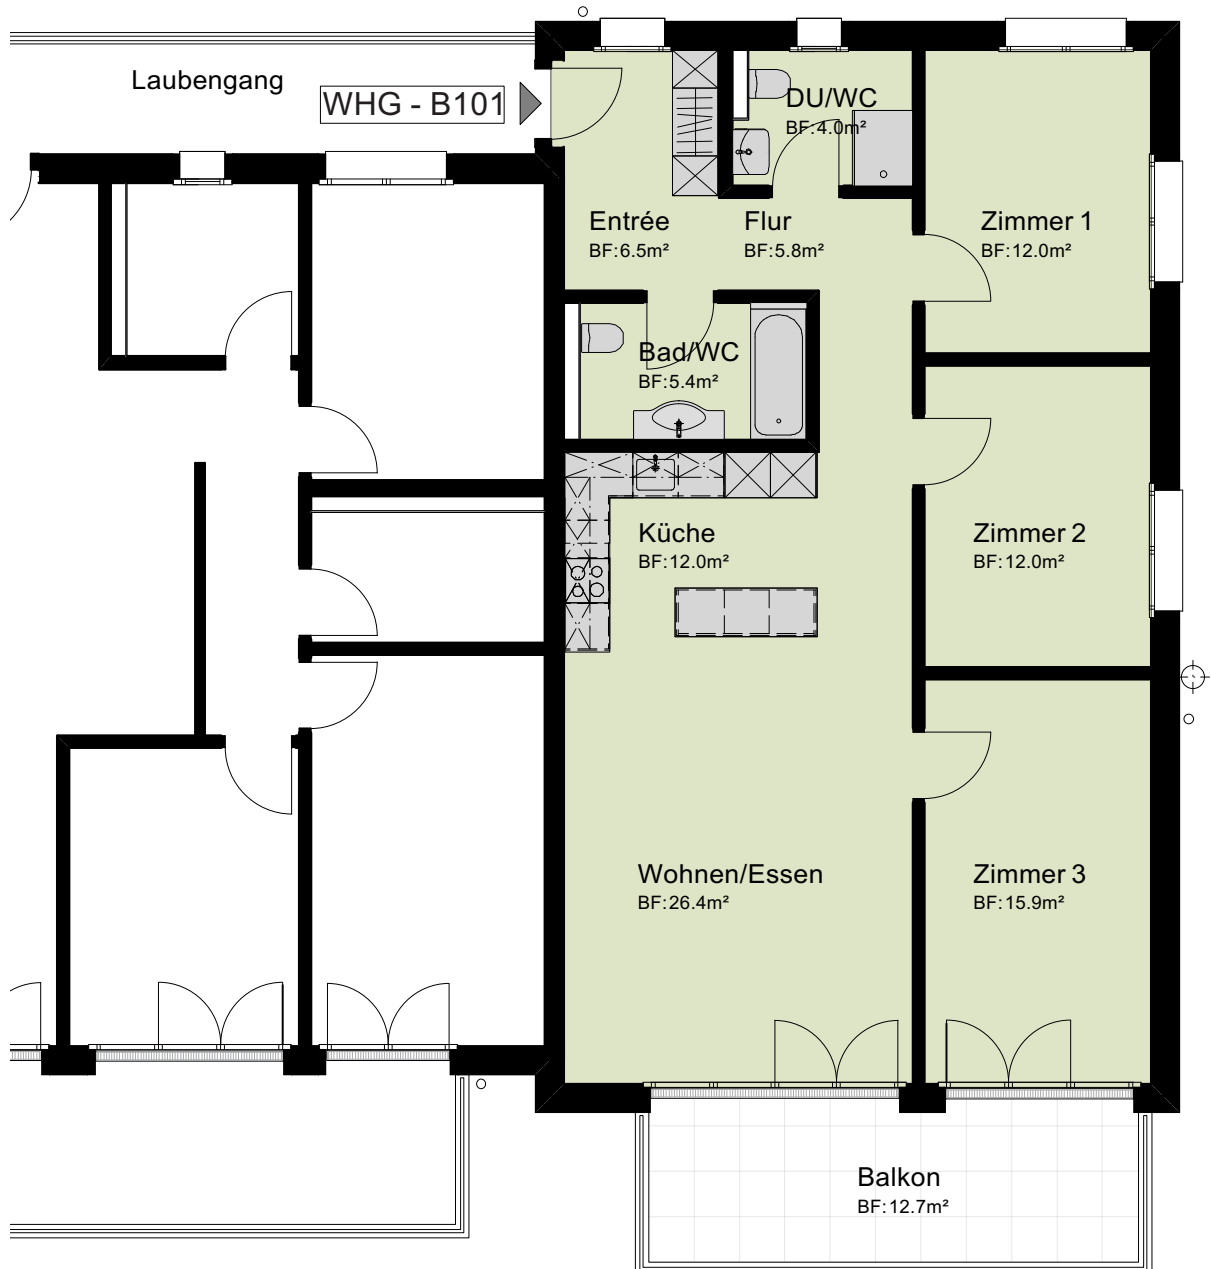 Laubengang
WHG - B101
DU/WC
BF:4.0m²
Entrée
BF:6.5m²
Flur
BF:5.8m²
Zimmer 1
BF:12.0m²
Bad/WC
BF:5.4m²
Küche
BF:12.0m²
Zimmer 2
BF:12.0m²
Wohnen/Essen
BF:26.4m²
Zimmer 3
BF:15.9m²
Balkon
BF:12.7m²